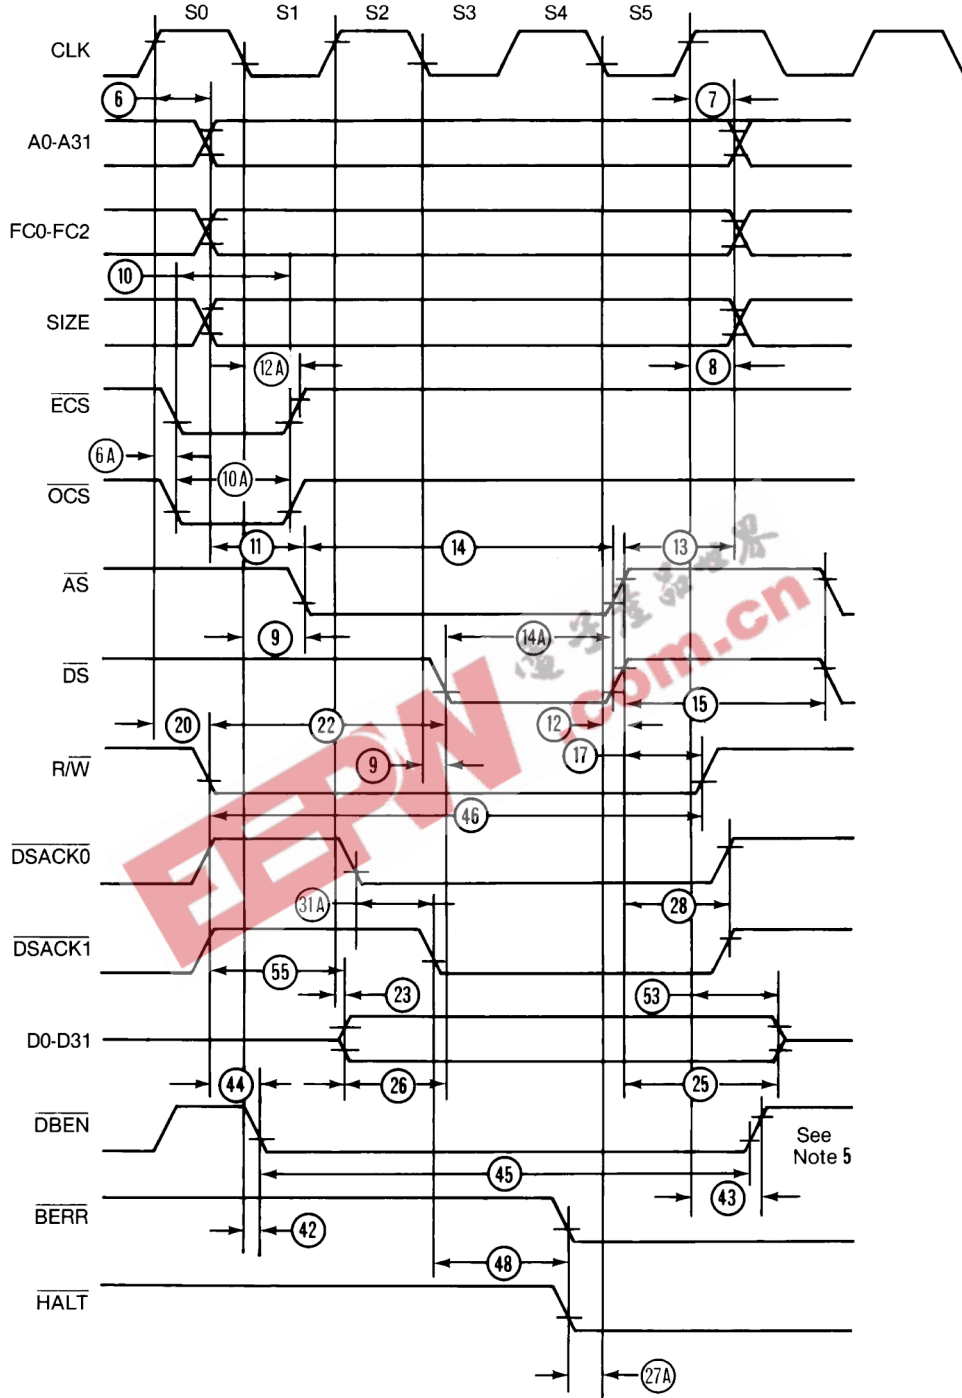 S0 S1 S2 S3 S4 S5
CLK
6 7
A0-A31
FC0-FC2
10
SIZE
12A 8
ECS
6A 10A
OCS
11 14 13
AS
9 14A
DS
20 22 12 15
9 17
R/W
46
DSACK0
31A 28
DSACK1
55 23 53
D0-D31
44 26 25
DBEN
See
Note 5
45 43
BERR
42
48
HALT
27A
EEPW.com.cn